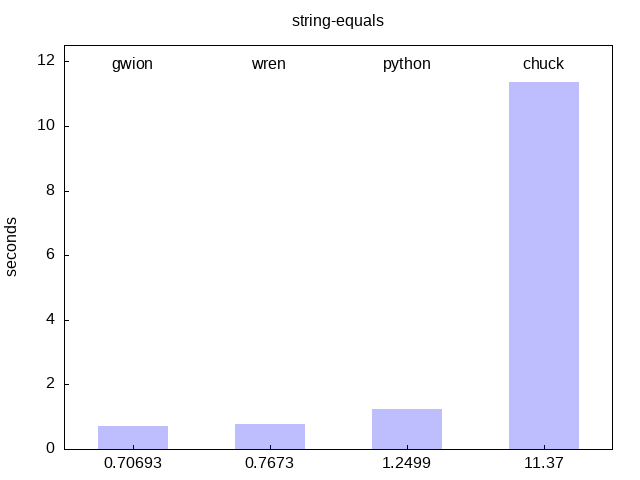 string-equals
12 gwion wren python chuck
10
8
6
seconds
4
2
0
0.70693 0.7673 1.2499 11.37